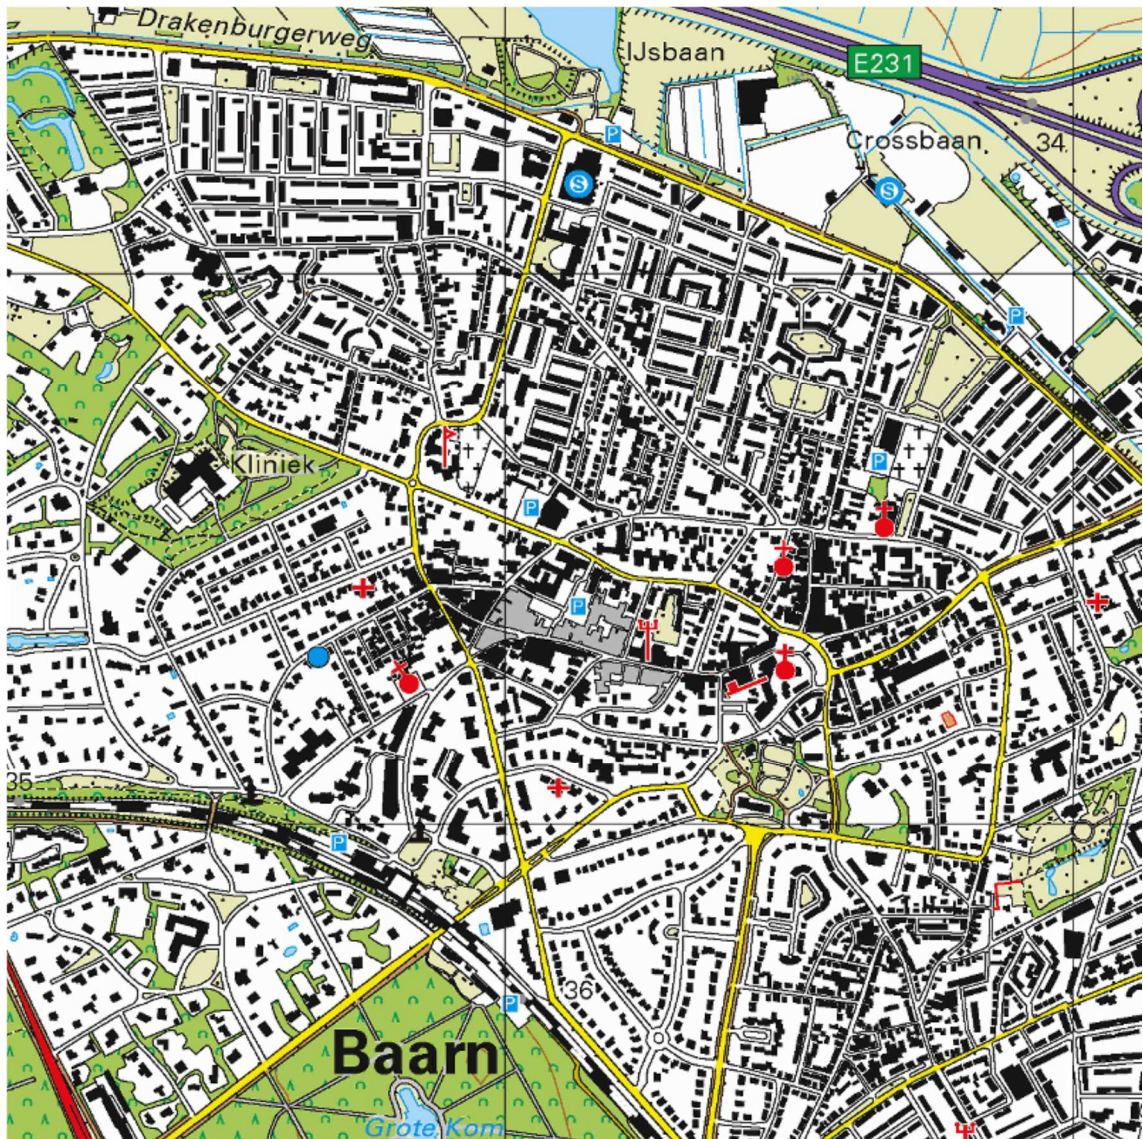 Drakenburgerweg
IJsbaan
E231
P
Crossbaan
34
S
S
P
Kliniek
P
P
P
35
P
36
P
Baarn
Grote Kom